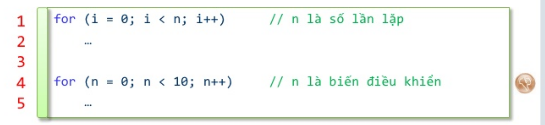 1 for (i = 0; i < n; i++) // n là số lần lặp
2 …
3
4 for (n = 0; n < 10; n++) // n là biến điều khiển
5 …